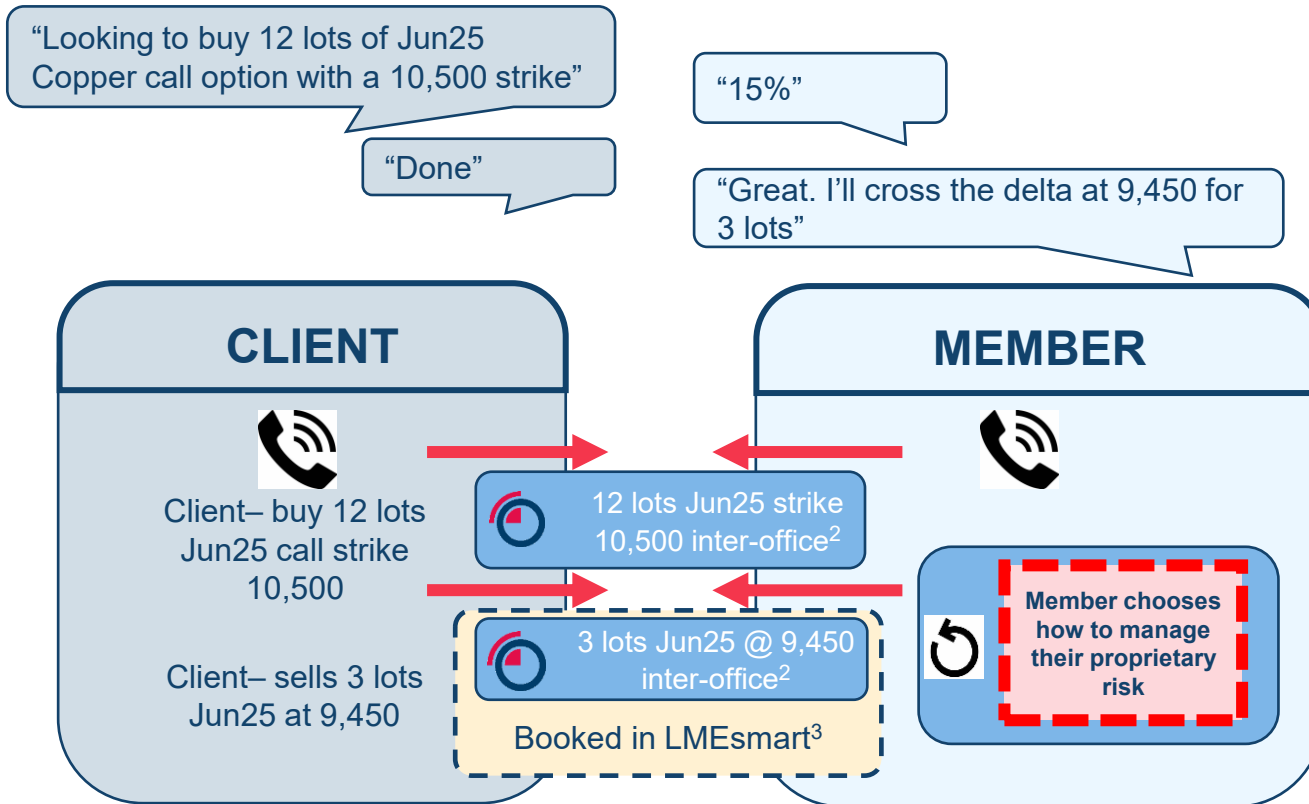 “Looking to buy 12 lots of Jun25
Copper call option with a 10,500 strike”
“15%”
“Done”
“Great. I’ll cross the delta at 9,450 for
3 lots”
CLIENT
MEMBER
Client– buy 12 lots
Jun25 call strike
10,500
12 lots Jun25 strike
10,500 inter-office2
Client– sells 3 lots
Jun25 at 9,450
3 lots Jun25 @ 9,450
inter-office2
Booked in LMEsmart3
Member chooses
how to manage
their proprietary
risk